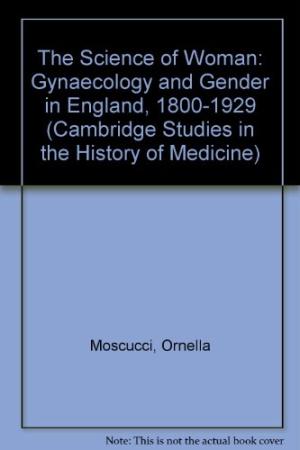 The Science of Woman:
Gynaecology and Gender
in England, 1800-1929
(Cambridge Studies in
the History of Medicine)
Moscucci, Ornella
Note: This is not the actual book cover